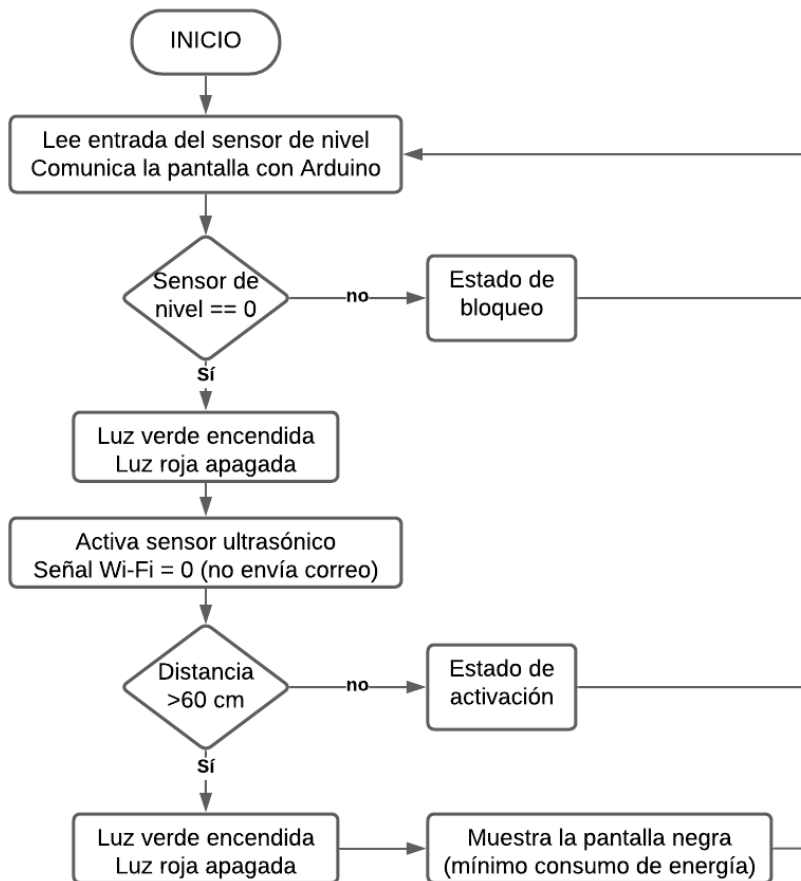 INICIO
Lee entrada del sensor de nivel
Comunica la pantalla con Arduino
Sensor de
nivel == 0
no
Estado de
bloqueo
Sí
Luz verde encendida
Luz roja apagada
Activa sensor ultrasónico
Señal Wi-Fi = 0 (no envía correo)
Distancia
>60 cm
no
Estado de
activación
Sí
Luz verde encendida
Luz roja apagada
Muestra la pantalla negra
(mínimo consumo de energía)